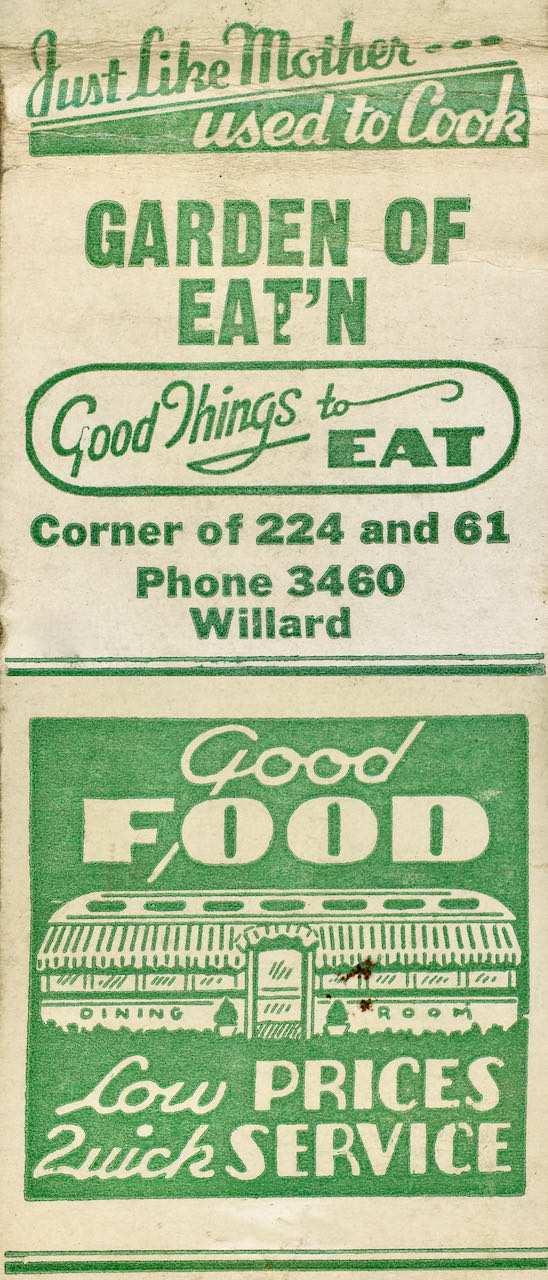 Just Like Mother - - -
used to Cook
GARDEN OF
EAT'N
Good Things to
EAT
Corner of 224 and 61
Phone 3460
Willard
Good
FOOD
DINING ROOM
Low PRICES
Quick SERVICE